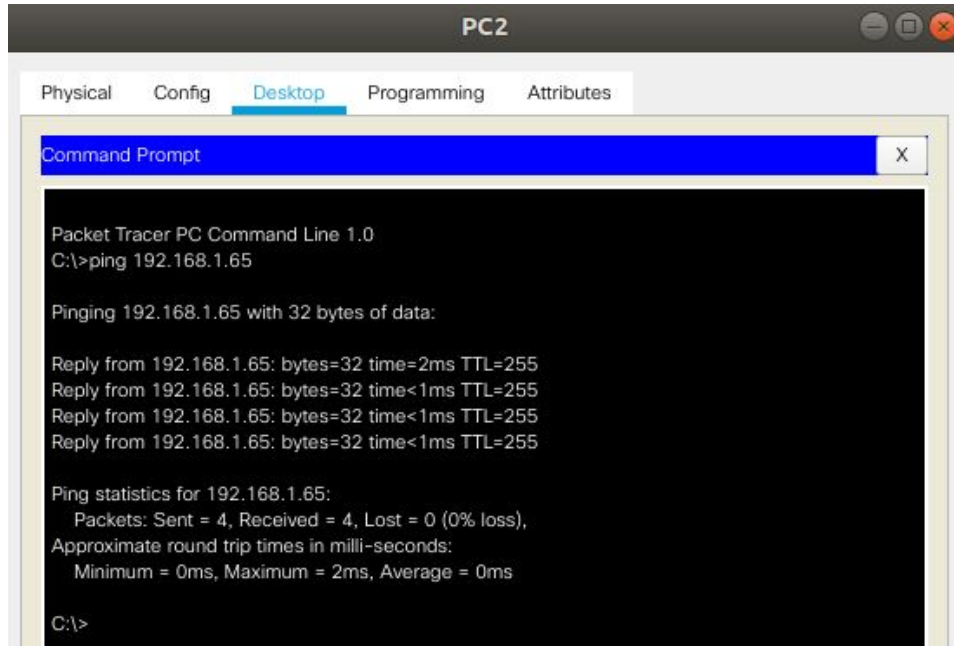 PC2
Physical Config Desktop Programming Attributes
Command Prompt X
Packet Tracer PC Command Line 1.0
C:\>ping 192.168.1.65
Pinging 192.168.1.65 with 32 bytes of data:
Reply from 192.168.1.65: bytes=32 time=2ms TTL=255
Reply from 192.168.1.65: bytes=32 time<1ms TTL=255
Reply from 192.168.1.65: bytes=32 time<1ms TTL=255
Reply from 192.168.1.65: bytes=32 time<1ms TTL=255
Ping statistics for 192.168.1.65:
Packets: Sent = 4, Received = 4, Lost = 0 (0% loss),
Approximate round trip times in milli-seconds:
Minimum = 0ms, Maximum = 2ms, Average = 0ms
C:\>